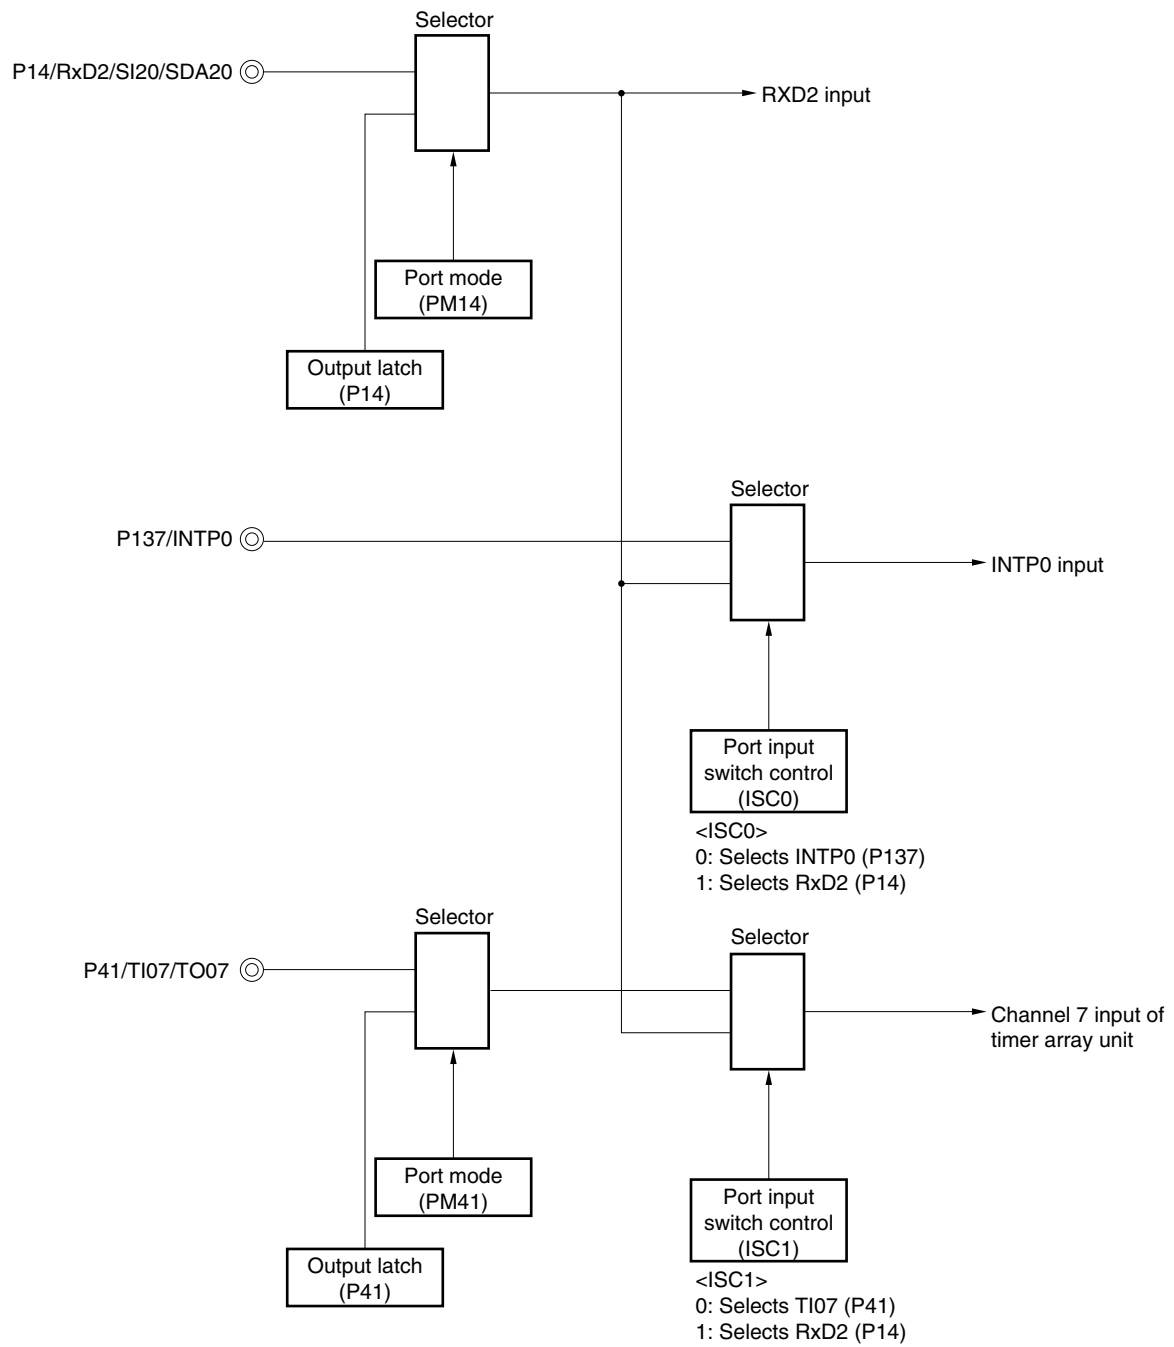 Selector
P14/RxD2/SI20/SDA20
RXD2 input
Port mode
(PM14)
Output latch
(P14)
Selector
P137/INTP0
INTP0 input
Port input
switch control
(ISC0)
<ISC0>
0: Selects INTP0 (P137)
1: Selects RxD2 (P14)
Selector
Selector
P41/TI07/TO07
Channel 7 input of
timer array unit
Port mode
(PM41)
Port input
switch control
(ISC1)
Output latch
(P41)
<ISC1>
0: Selects TI07 (P41)
1: Selects RxD2 (P14)